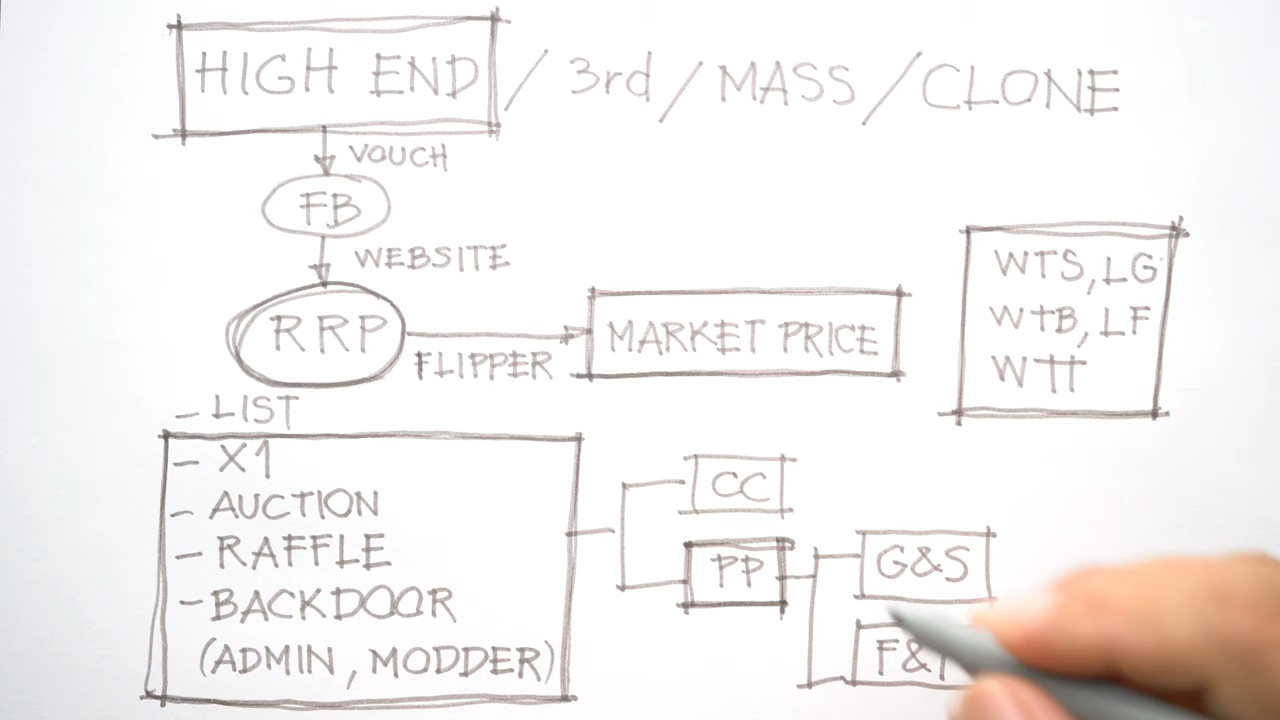 HIGH END / 3rd / MASS / CLONE
VOUCH
FB
WEBSITE
RRP
FLIPPER
MARKET PRICE
WTS, LG
WTB, LF
WTT
- LIST
- X1
- AUCTION
- RAFFLE
- BACKDOOR
(ADMIN, MODDER)
CC
PP
G&S